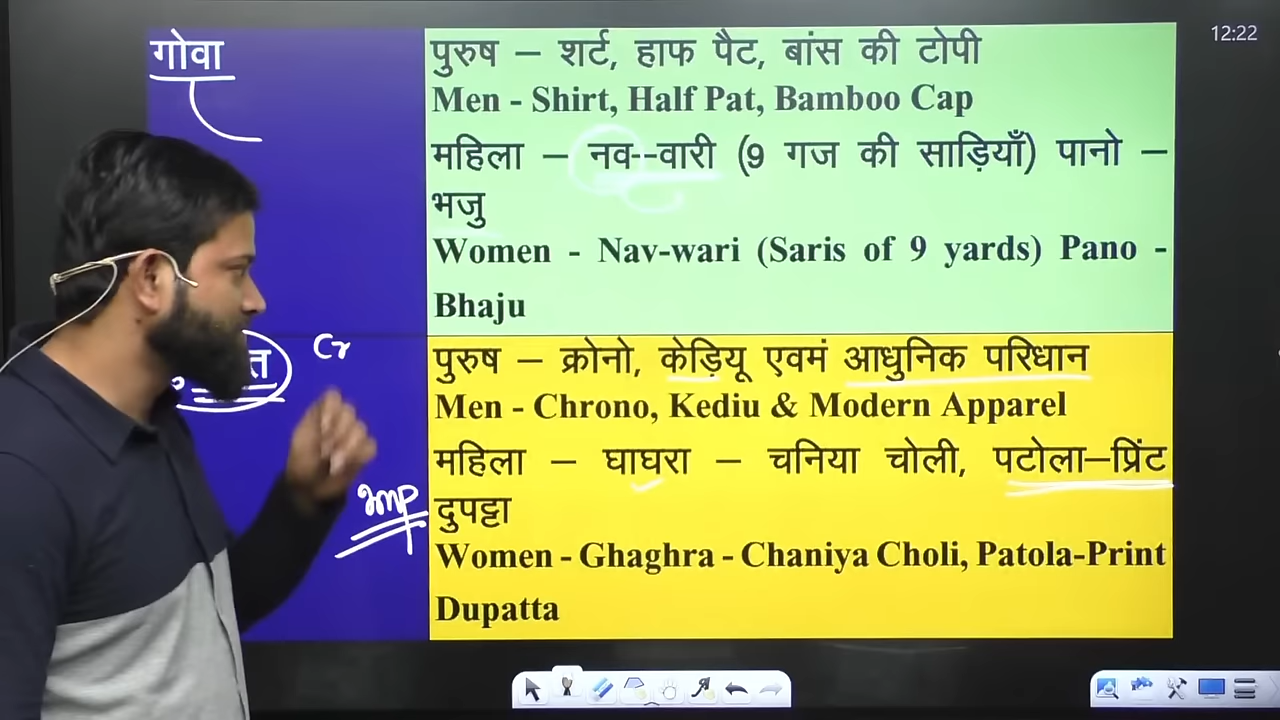 12:22
गोवा
पुरुष – शर्ट, हाफ पैट, बांस की टोपी
Men - Shirt, Half Pat, Bamboo Cap
महिला – नव--वारी (9 गज की साड़ियाँ) पानो –
भजु
Women - Nav-wari (Saris of 9 yards) Pano -
Bhaju
पुरुष – क्रोनो, केड़ियू एवमं आधुनिक परिधान
Men - Chrono, Kediu & Modern Apparel
महिला – घाघरा – चनिया चोली, पटोला–प्रिंट
दुपट्टा
Women - Ghaghra - Chaniya Choli, Patola-Print
Dupatta
Cr
Imp